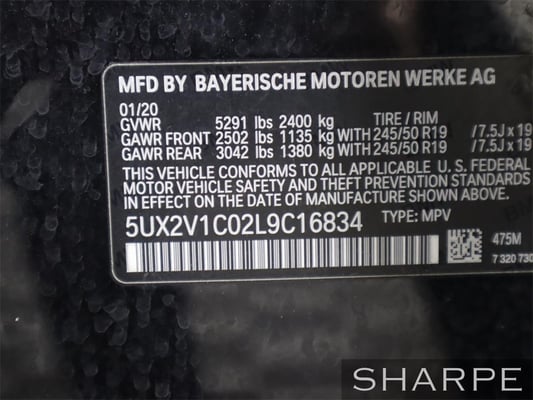 MFD BY BAYERISCHE MOTOREN WERKE AG
01/20
GVWR 5291 lbs 2400 kg TIRE / RIM
GAWR FRONT 2502 lbs 1135 kg WITH 245/50 R19 /7.5J x 19
GAWR REAR 3042 lbs 1380 kg WITH 245/50 R19 /7.5J x 19
THIS VEHICLE CONFORMS TO ALL APPLICABLE U. S. FEDERAL
MOTOR VEHICLE SAFETY AND THEFT PREVENTION STANDARDS
IN EFFECT ON THE DATE OF MANUFACTURE SHOWN ABOVE.
5UX2V1C02L9C16834 TYPE: MPV
475M
7 320 730
SHARPE